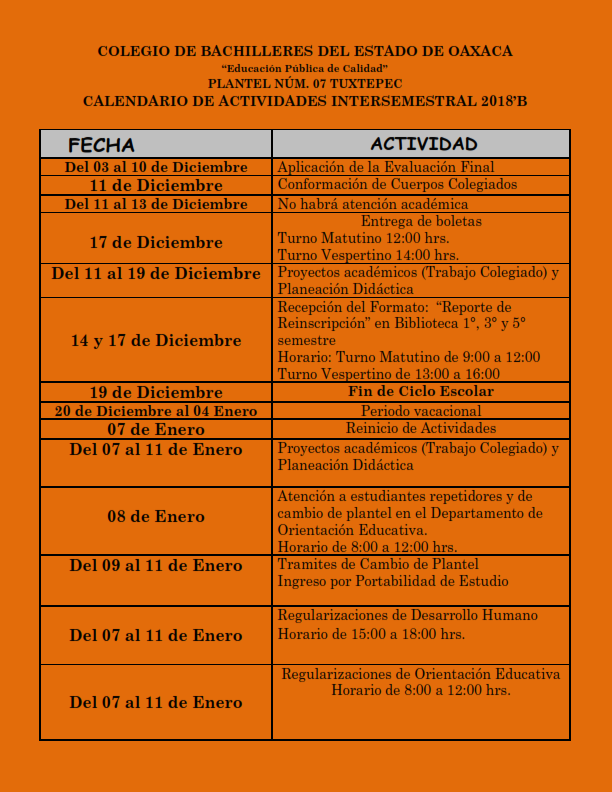 COLEGIO DE BACHILLERES DEL ESTADO DE OAXACA
“Educación Pública de Calidad”
PLANTEL NÚM. 07 TUXTEPEC
CALENDARIO DE ACTIVIDADES INTERSEMESTRAL 2018’B
FECHA
ACTIVIDAD
Del 03 al 10 de Diciembre
Aplicación de la Evaluación Final
11 de Diciembre
Conformación de Cuerpos Colegiados
Del 11 al 13 de Diciembre
No habrá atención académica
17 de Diciembre
Entrega de boletas
Turno Matutino 12:00 hrs.
Turno Vespertino 14:00 hrs.
Del 11 al 19 de Diciembre
Proyectos académicos (Trabajo Colegiado) y
Planeación Didáctica
14 y 17 de Diciembre
Recepción del Formato: “Reporte de
Reinscripción” en Biblioteca 1º, 3º y 5º
semestre
Horario: Turno Matutino de 9:00 a 12:00
Turno Vespertino de 13:00 a 16:00
19 de Diciembre
Fin de Ciclo Escolar
20 de Diciembre al 04 Enero
Periodo vacacional
07 de Enero
Reinicio de Actividades
Del 07 al 11 de Enero
Proyectos académicos (Trabajo Colegiado) y
Planeación Didáctica
08 de Enero
Atención a estudiantes repetidores y de
cambio de plantel en el Departamento de
Orientación Educativa.
Horario de 8:00 a 12:00 hrs.
Del 09 al 11 de Enero
Tramites de Cambio de Plantel
Ingreso por Portabilidad de Estudio
Del 07 al 11 de Enero
Regularizaciones de Desarrollo Humano
Horario de 15:00 a 18:00 hrs.
Del 07 al 11 de Enero
Regularizaciones de Orientación Educativa
Horario de 8:00 a 12:00 hrs.